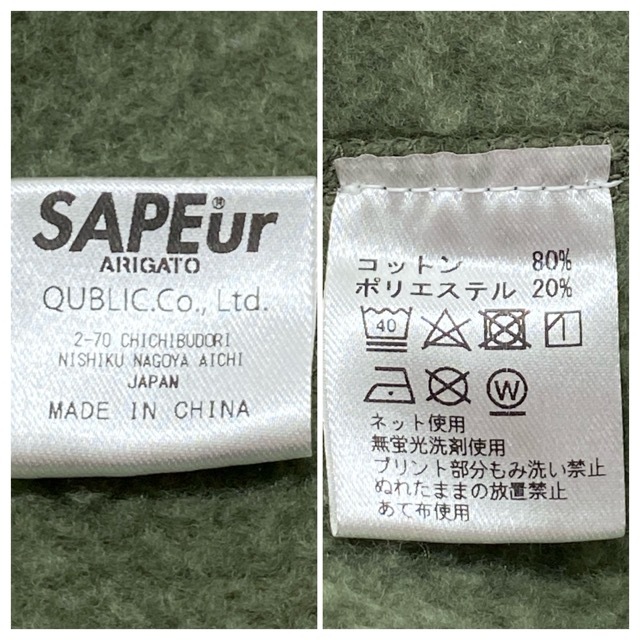 SAPEur®
ARIGATO
QUBLIC.Co., Ltd.
2-70 CHICHIBUDORI
NISHIKU NAGOYA AICHI
JAPAN
MADE IN CHINA
コットン 80%
ポリエステル 20%
40
W
ネット使用
無蛍光洗剤使用
プリント部分もみ洗い禁止
ぬれたままの放置禁止
あて布使用